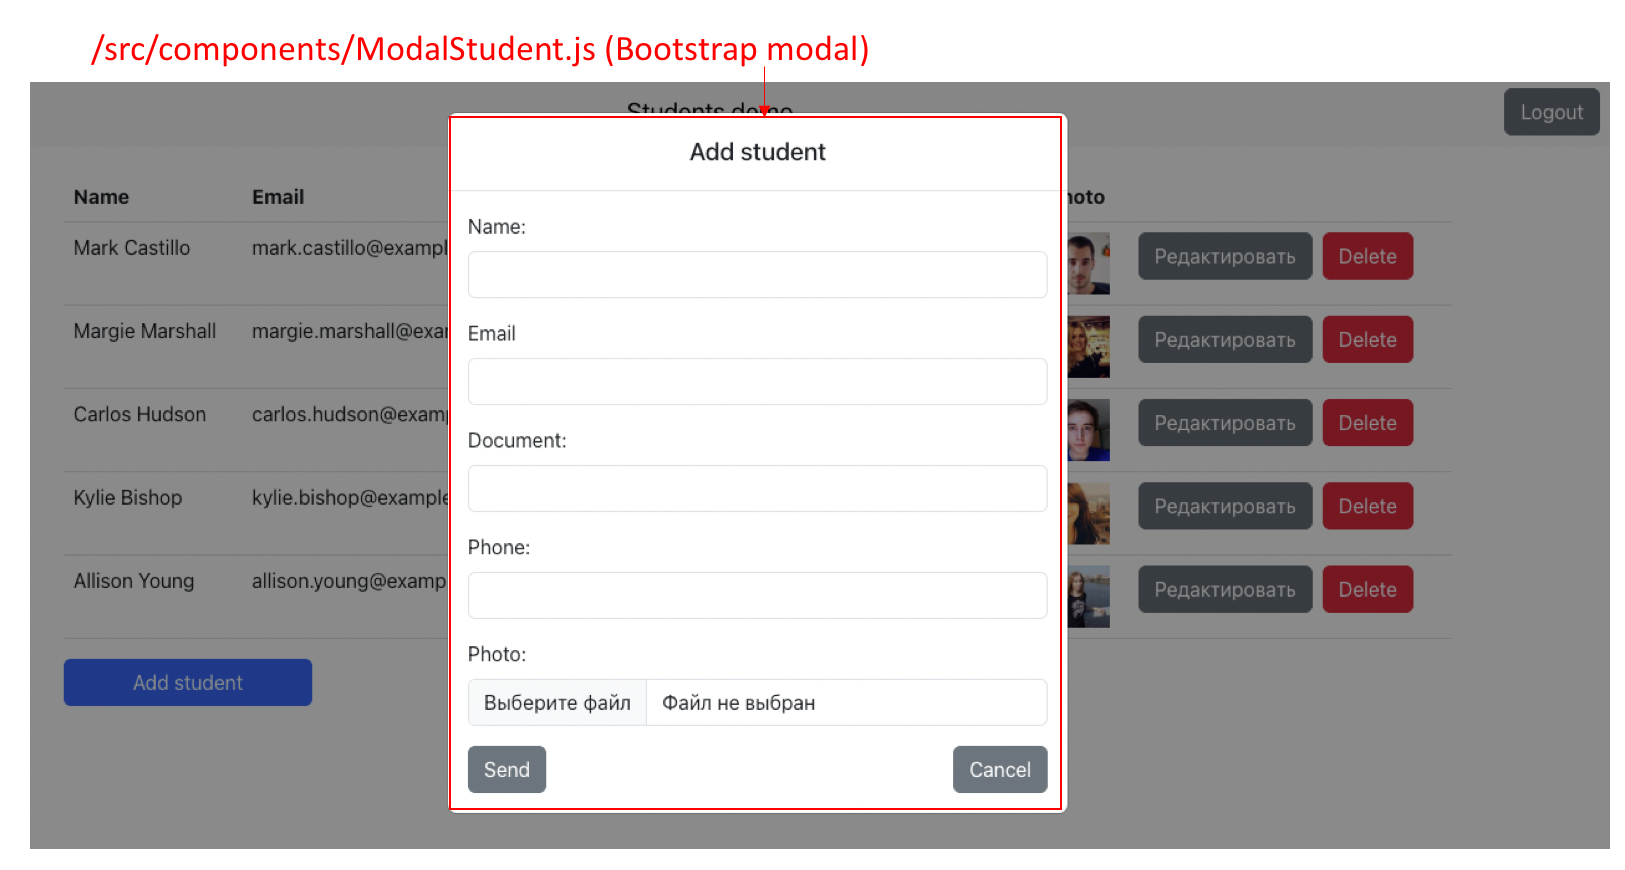 /src/components/ModalStudent.js (Bootstrap modal)
Students demo
Logout
Add student
Name Email hoto
Name:
Mark Castillo mark.castillo@exampl Редактировать Delete
Email
Margie Marshall margie.marshall@exa Редактировать Delete
Carlos Hudson carlos.hudson@exam Редактировать Delete
Document:
Kylie Bishop kylie.bishop@example Редактировать Delete
Phone:
Allison Young allison.young@examp Редактировать Delete
Photo:
Add student
Выберите файл Файл не выбран
Send Cancel